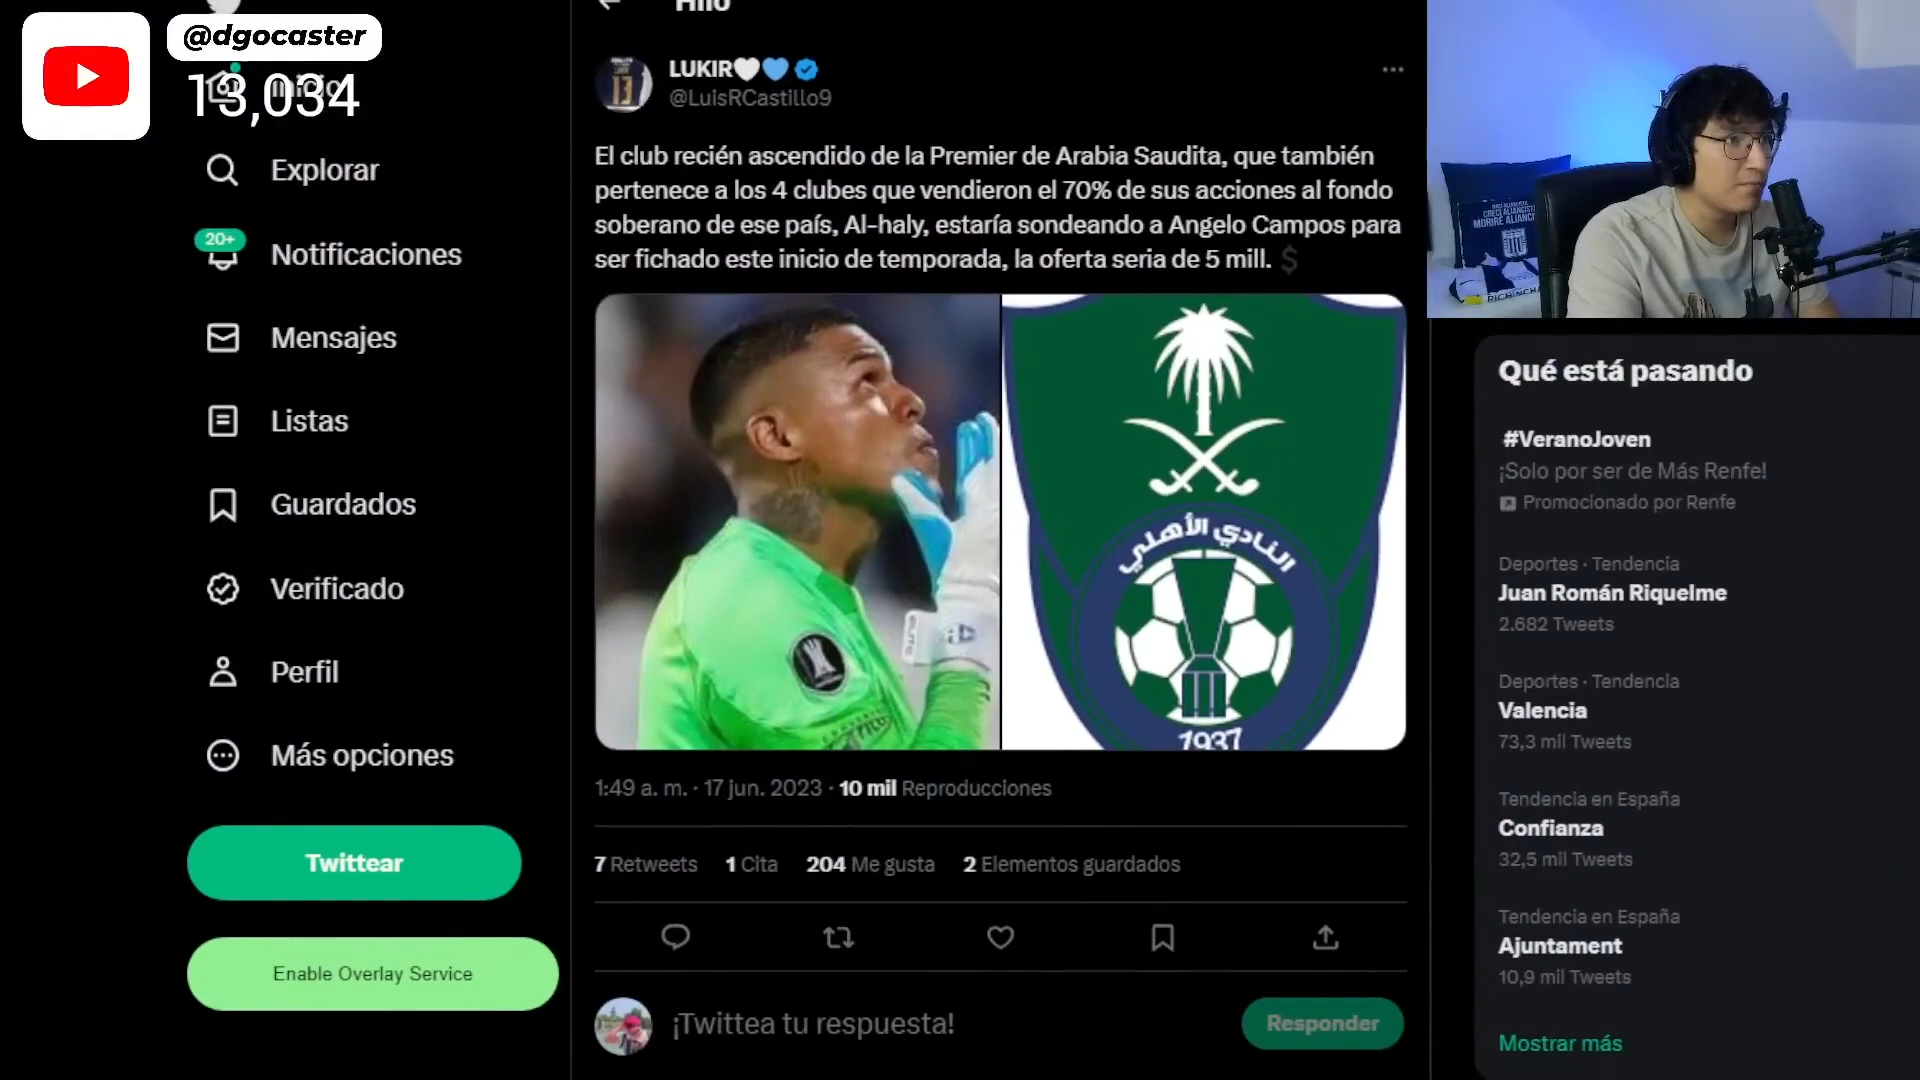 @dgocaster
13,034
Hilo
Explorar
20+
Notificaciones
Mensajes
Listas
Guardados
Verificado
Perfil
Más opciones
Twittear
Enable Overlay Service
LUKIR
@LuisRCastillo9
El club recién ascendido de la Premier de Arabia Saudita, que también
pertenece a los 4 clubes que vendieron el 70% de sus acciones al fondo
soberano de ese país, Al-haly, estaría sondeando a Angelo Campos para
ser fichado este inicio de temporada, la oferta seria de 5 mill.
13
النادي الأهلي
1937
1:49 a. m. · 17 jun. 2023 · 10 mil Reproducciones
7 Retweets 1 Cita 204 Me gusta 2 Elementos guardados
¡Twittea tu respuesta!
Responder
Qué está pasando
#VeranoJoven
¡Solo por ser de Más Renfe!
Promocionado por Renfe
Deportes · Tendencia
Juan Román Riquelme
2.682 Tweets
Deportes · Tendencia
Valencia
73,3 mil Tweets
Tendencia en España
Confianza
32,5 mil Tweets
Tendencia en España
Ajuntament
10,9 mil Tweets
Mostrar más